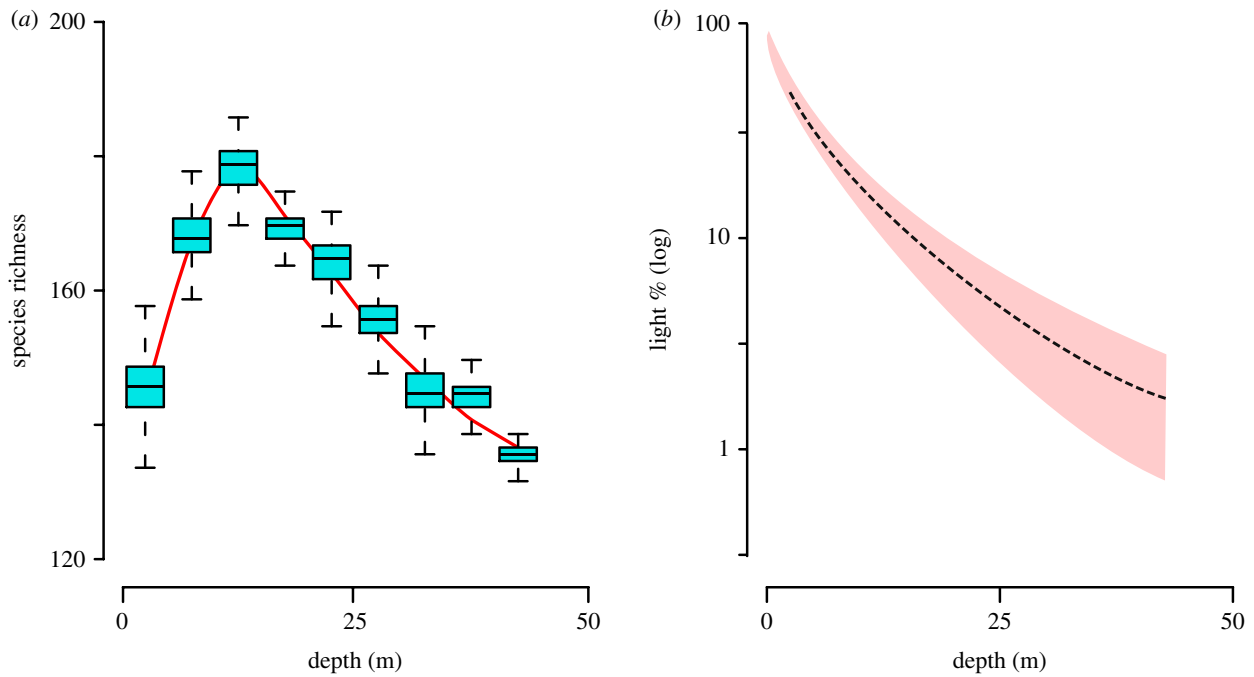 (a)
200
160
120
species richness
0
25
50
depth (m)
(b)
100
10
1
light % (log)
0
25
50
depth (m)